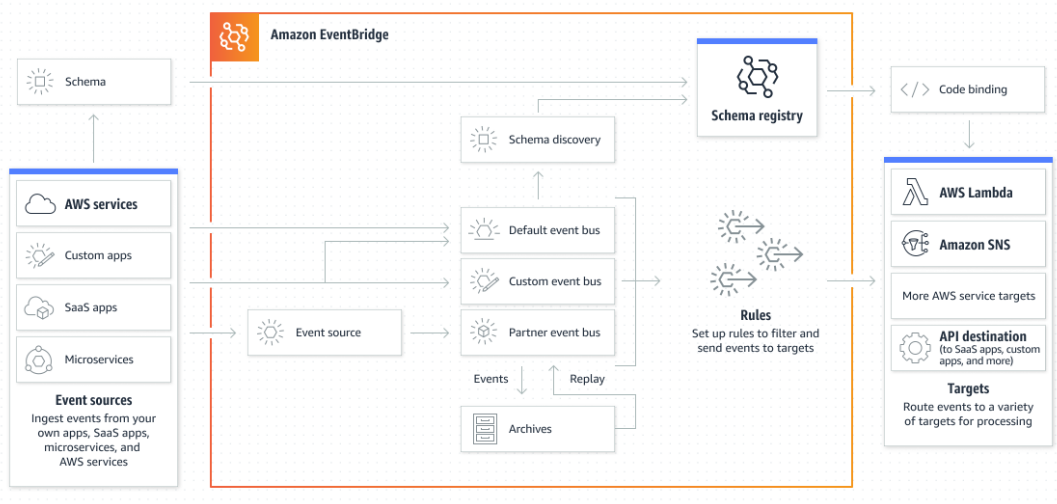 Amazon EventBridge
Schema
Schema registry
Code binding
Schema discovery
AWS services
Custom apps
SaaS apps
Microservices
Event sources
Ingest events from your
own apps, SaaS apps,
microservices, and
AWS services
Event source
Default event bus
Custom event bus
Partner event bus
Events
Replay
Archives
Rules
Set up rules to filter and
send events to targets
AWS Lambda
Amazon SNS
More AWS service targets
API destination
(to SaaS apps, custom
apps, and more)
Targets
Route events to a variety
of targets for processing